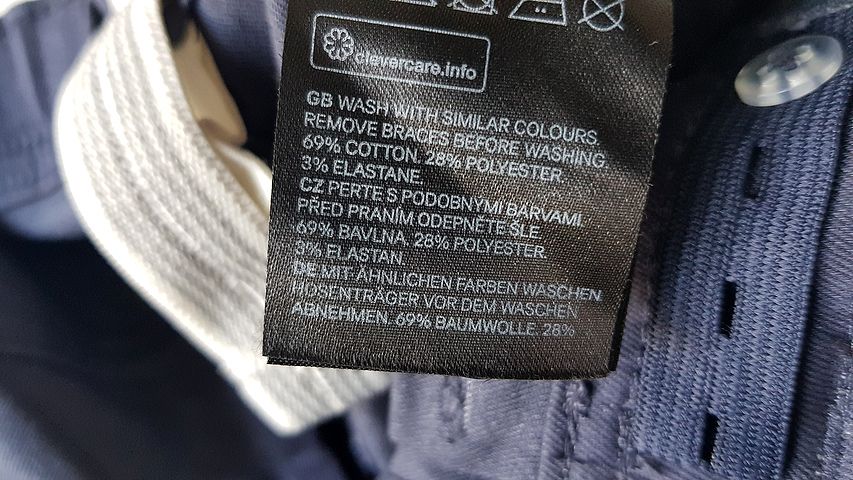 clevercare.info
GB WASH WITH SIMILAR COLOURS.
REMOVE BRACES BEFORE WASHING.
69% COTTON. 28% POLYESTER.
3% ELASTANE
CZ PERTE S PODOBNÝMI BARVAMI.
PŘED PRANÍM ODEPNĚTE ŠLE.
69% BAVLNA. 28% POLYESTER.
3% ELASTAN
DE MIT ÄHNLICHEN FARBEN WASCHEN.
HOSENTRÄGER VOR DEM WASCHEN
ABNEHMEN. 69% BAUMWOLLE. 28%